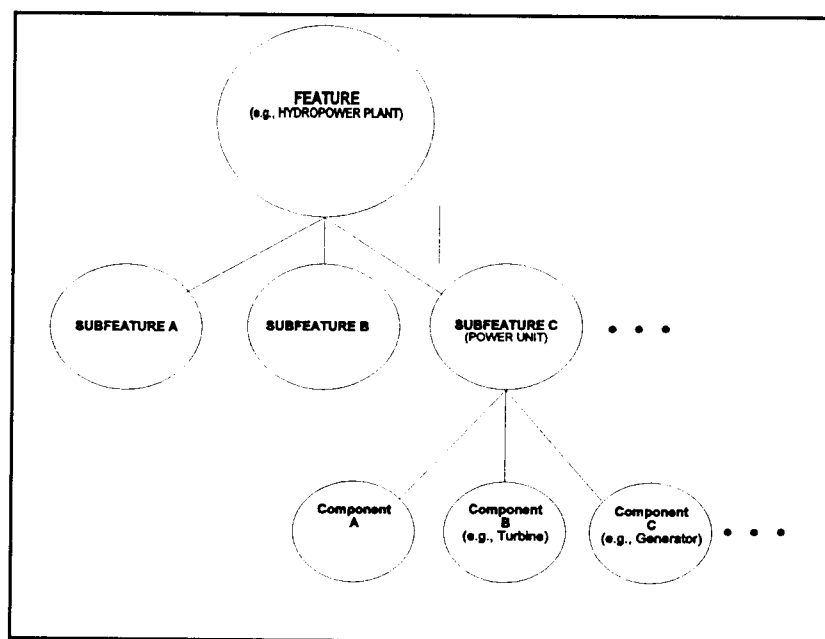 FEATURE
(e.g., HYDROPOWER PLANT)
SUBFEATURE A
SUBFEATURE B
SUBFEATURE C
(POWER UNIT)
Component
A
Component
B
(e.g., Turbine)
Component
C
(e.g., Generator)